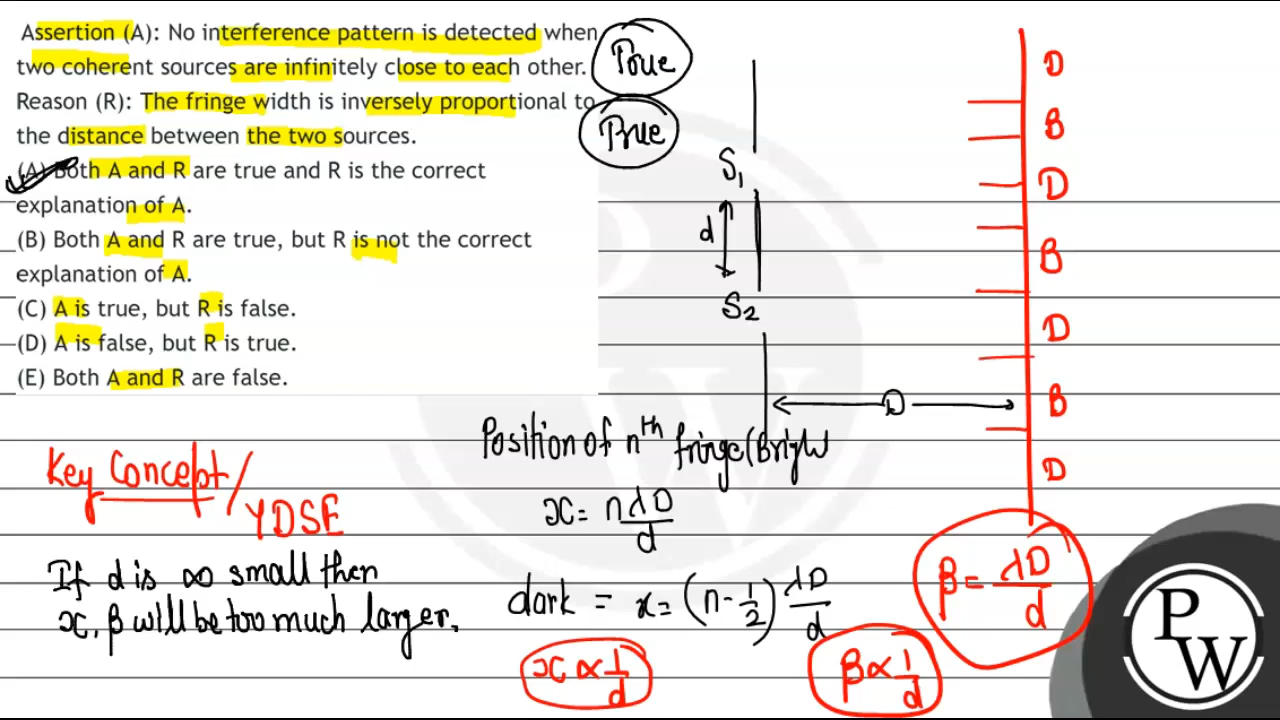 Assertion (A): No interference pattern is detected when
two coherent sources are infinitely close to each other.
Reason (R): The fringe width is inversely proportional to
the distance between the two sources.
(A) Both A and R are true and R is the correct
explanation of A.
(B) Both A and R are true, but R is not the correct
explanation of A.
(C) A is true, but R is false.
(D) A is false, but R is true.
(E) Both A and R are false.
True
True
S1
d
S2
D
D
B
D
B
D
B
D
Key Concept/
YDSE
If d is ∞ small then
x, β will be too much larger.
Position of nth fringe (Bright
x = nλD/d
dark = x = (n - 1/2) λD/d
x ∝ 1/d
β ∝ 1/d
β = λD/d
P
W